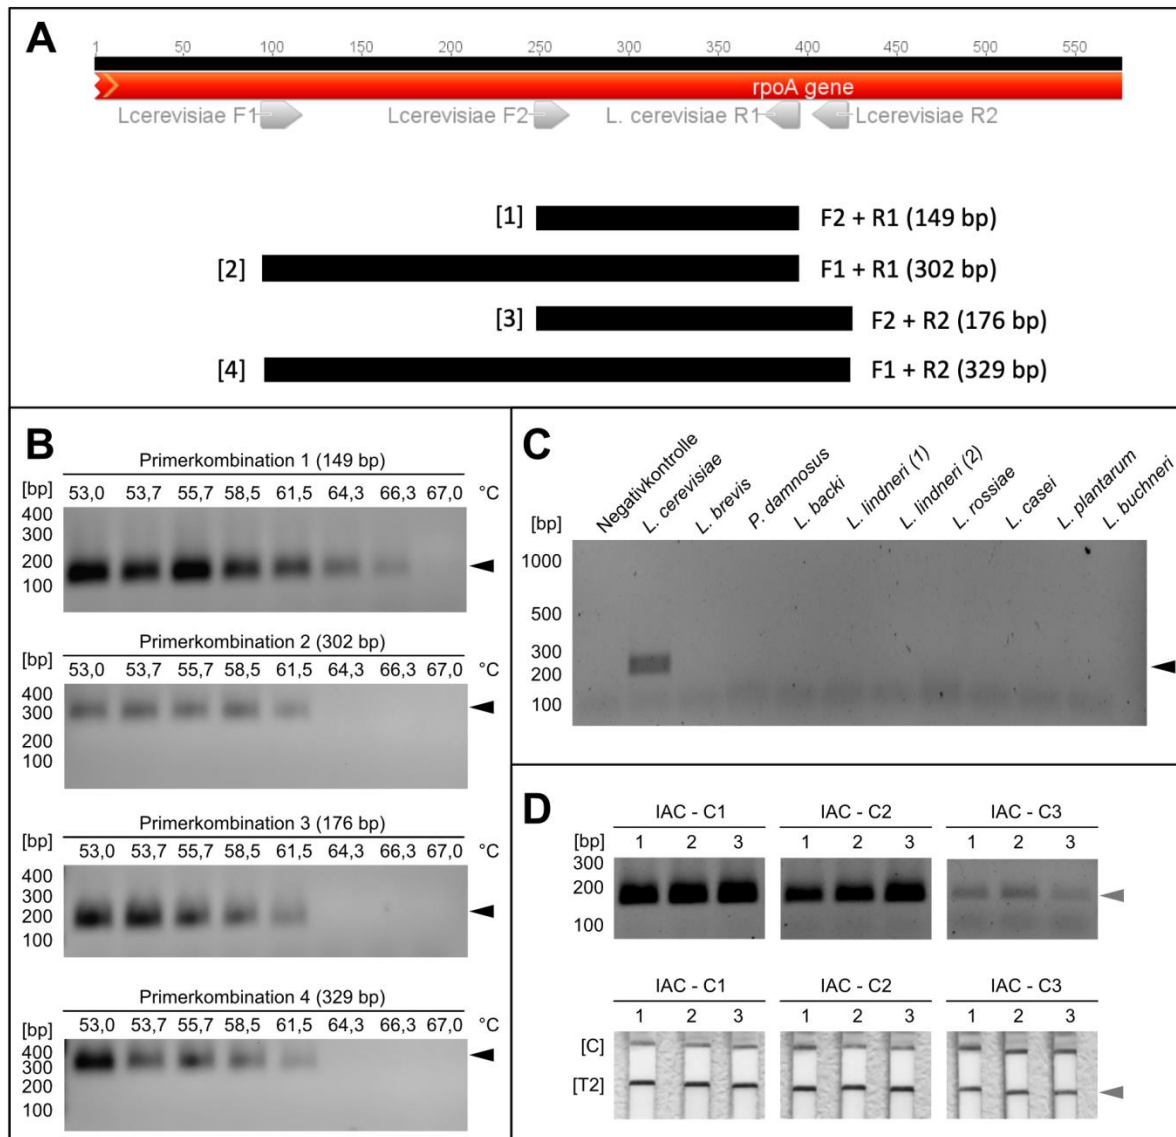 A
1 50 100 150 200 250 300 350 400 450 500 550
rpoA gene
Lcerevisiae F1 Lcerevisiae F2 L. cerevisiae R1 Lcerevisiae R2
[1] F2 + R1 (149 bp)
[2] F1 + R1 (302 bp)
[3] F2 + R2 (176 bp)
[4] F1 + R2 (329 bp)
B
Primerkombination 1 (149 bp)
[bp] 53,0 53,7 55,7 58,5 61,5 64,3 66,3 67,0 °C
400
300
200
100
Primerkombination 2 (302 bp)
[bp] 53,0 53,7 55,7 58,5 61,5 64,3 66,3 67,0 °C
400
300
200
100
Primerkombination 3 (176 bp)
[bp] 53,0 53,7 55,7 58,5 61,5 64,3 66,3 67,0 °C
400
300
200
100
Primerkombination 4 (329 bp)
[bp] 53,0 53,7 55,7 58,5 61,5 64,3 66,3 67,0 °C
400
300
200
100
C
Negativkontrolle
L. cerevisiae
L. brevis
P. damnosus
L. backi
L. lindneri (1)
L. lindneri (2)
L. rossiae
L. casei
L. plantarum
L. buchneri
[bp]
1000
500
300
200
100
D
IAC - C1 IAC - C2 IAC - C3
[bp] 1 2 3 1 2 3 1 2 3
300
200
100
IAC - C1 IAC - C2 IAC - C3
1 2 3 1 2 3 1 2 3
[C]
[T2]